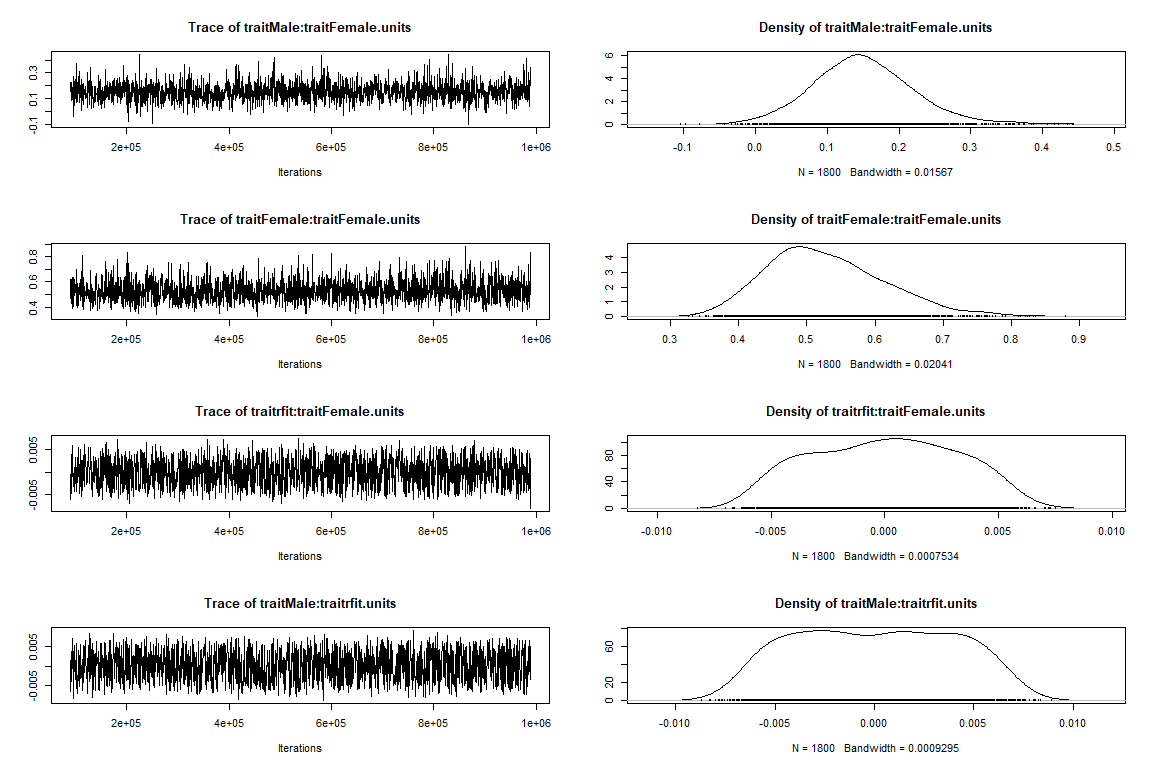 Trace of traitMale:traitFemale.units
Density of traitMale:traitFemale.units
-0.1 0.1 0.3
2e+05 4e+05 6e+05 8e+05 1e+06
Iterations
0 2 4 6
-0.1 0.0 0.1 0.2 0.3 0.4 0.5
N = 1800 Bandwidth = 0.01567
Trace of traitFemale:traitFemale.units
Density of traitFemale:traitFemale.units
0.4 0.6 0.8
2e+05 4e+05 6e+05 8e+05 1e+06
Iterations
0 1 2 3 4
0.3 0.4 0.5 0.6 0.7 0.8 0.9
N = 1800 Bandwidth = 0.02041
Trace of traitrfit:traitFemale.units
Density of traitrfit:traitFemale.units
-0.005 0.005
2e+05 4e+05 6e+05 8e+05 1e+06
Iterations
0 40 80
-0.010 -0.005 0.000 0.005 0.010
N = 1800 Bandwidth = 0.0007534
Trace of traitMale:traitrfit.units
Density of traitMale:traitrfit.units
-0.005 0.005
2e+05 4e+05 6e+05 8e+05 1e+06
Iterations
0 20 60
-0.010 -0.005 0.000 0.005 0.010
N = 1800 Bandwidth = 0.0009295